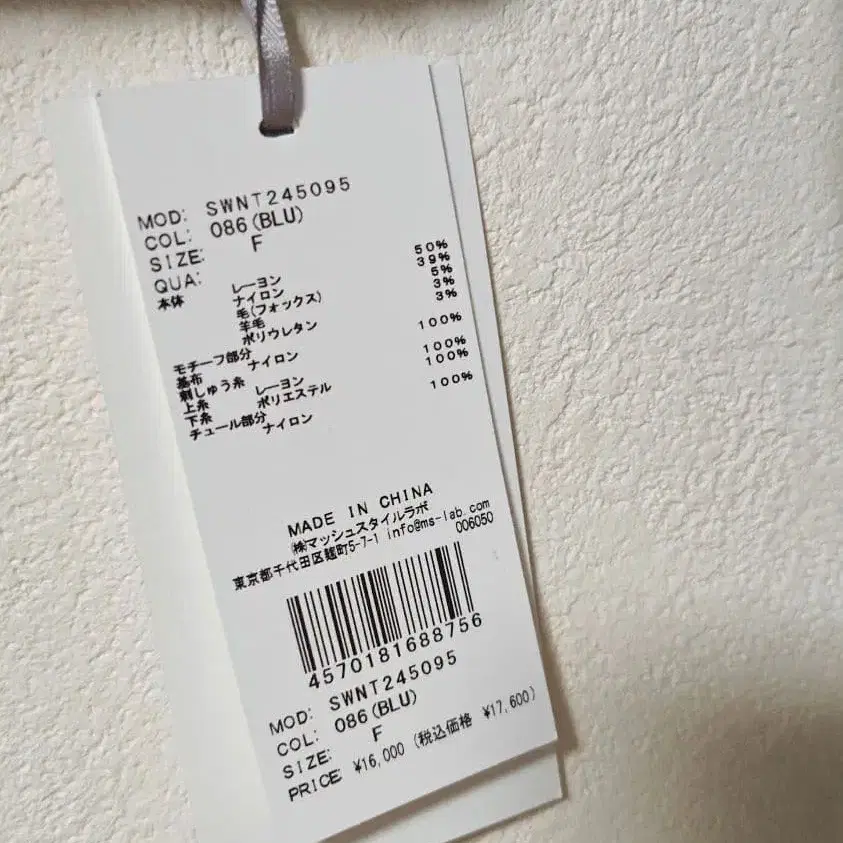 MOD: SWNT245095
COL: 086(BLU)
SIZE: F
QUA:
本体 レーヨン 50%
ナイロン 39%
毛(フォックス) 5%
羊毛 3%
ポリウレタン 3%
モチーフ部分
基布 ナイロン 100%
刺しゅう糸
上糸 レーヨン 100%
下糸 ポリエステル 100%
チュール部分
ナイロン 100%
MADE IN CHINA
㈱マッシュスタイルラボ
東京都千代田区麹町5-7-1 info@ms-lab.com
006050
4570181688756
MOD: SWNT245095
COL: 086(BLU)
SIZE: F
PRICE: ¥16,000 (税込価格 ¥17,600)